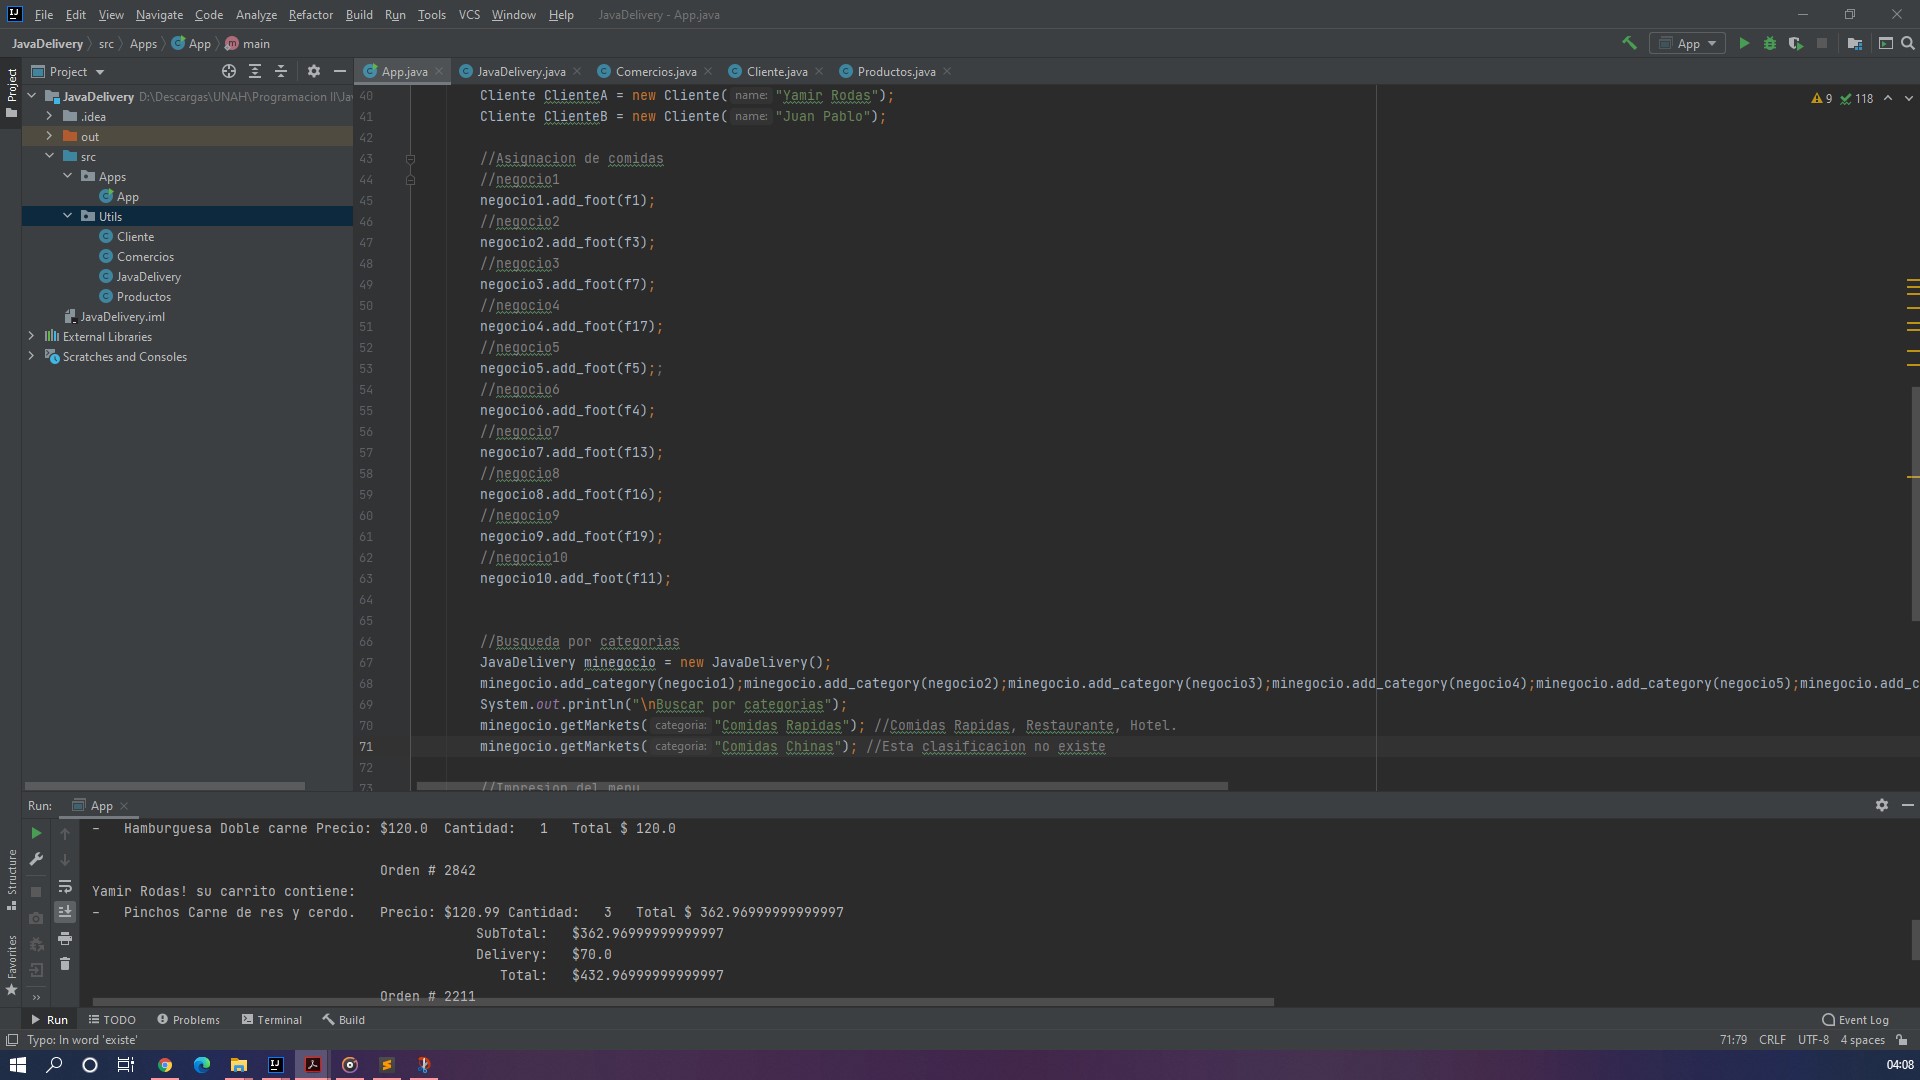 File Edit View Navigate Code Analyze Refactor Build Run Tools VCS Window Help JavaDelivery - App.java
JavaDelivery src Apps App main
App
Project
Project
App.java JavaDelivery.java Comercios.java Cliente.java Productos.java
JavaDelivery D:\Descargas\UNAH\Programacion II\Jav
.idea
out
src
Apps
App
Utils
Cliente
Comercios
JavaDelivery
Productos
JavaDelivery.iml
External Libraries
Scratches and Consoles
9 118
40 Cliente ClienteA = new Cliente( name: "Yamir Rodas");
41 Cliente ClienteB = new Cliente( name: "Juan Pablo");
42
43 //Asignacion de comidas
44 //negocio1
45 negocio1.add_foot(f1);
46 //negocio2
47 negocio2.add_foot(f3);
48 //negocio3
49 negocio3.add_foot(f7);
50 //negocio4
51 negocio4.add_foot(f17);
52 //negocio5
53 negocio5.add_foot(f5);;
54 //negocio6
55 negocio6.add_foot(f4);
56 //negocio7
57 negocio7.add_foot(f13);
58 //negocio8
59 negocio8.add_foot(f16);
60 //negocio9
61 negocio9.add_foot(f19);
62 //negocio10
63 negocio10.add_foot(f11);
64
65
66 //Busqueda por categorias
67 JavaDelivery minegocio = new JavaDelivery();
68 minegocio.add_category(negocio1);minegocio.add_category(negocio2);minegocio.add_category(negocio3);minegocio.add_category(negocio4);minegocio.add_category(negocio5);minegocio.add_c
69 System.out.println("\nBuscar por categorias");
70 minegocio.getMarkets( categoria: "Comidas Rapidas"); //Comidas Rapidas, Restaurante, Hotel.
71 minegocio.getMarkets( categoria: "Comidas Chinas"); //Esta clasificacion no existe
72
73 //Impresion del menu
Run: App
- Hamburguesa Doble carne Precio: $120.0 Cantidad: 1 Total $ 120.0
Orden # 2842
Yamir Rodas! su carrito contiene:
- Pinchos Carne de res y cerdo. Precio: $120.99 Cantidad: 3 Total $ 362.96999999999997
SubTotal: $362.96999999999997
Delivery: $70.0
Total: $432.96999999999997
Orden # 2211
Structure
Favorites
Run TODO Problems Terminal Build Event Log
Typo: In word 'existe' 71:79 CRLF UTF-8 4 spaces
04:08